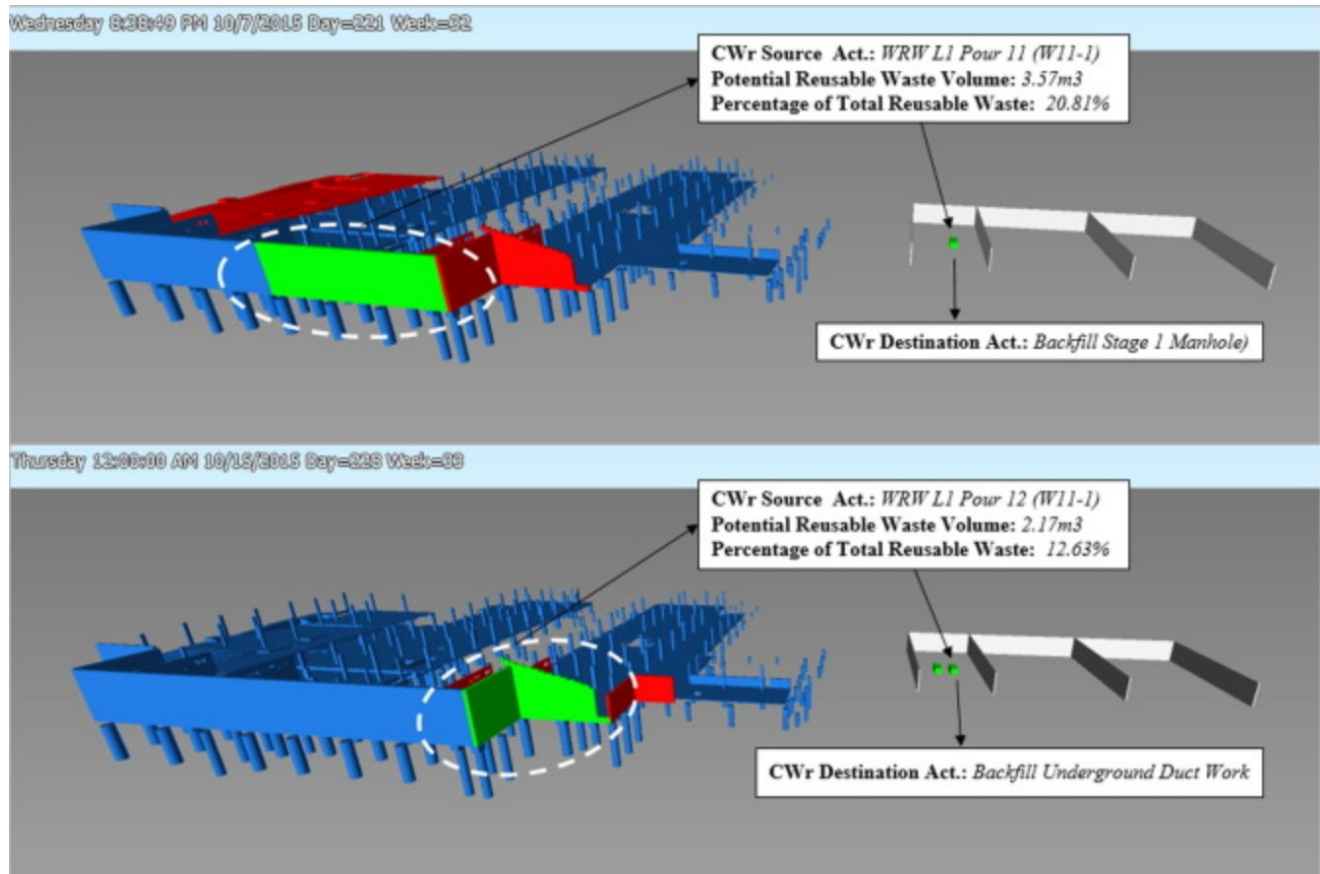 Wednesday 8:38:49 PM 10/7/2015 Day=221 Week=32
CWr Source Act.: WRW L1 Pour 11 (W11-1)
Potential Reusable Waste Volume: 3.57m3
Percentage of Total Reusable Waste: 20.81%
CWr Destination Act.: Backfill Stage 1 Manhole)
Thursday 12:00:00 AM 10/15/2015 Day=228 Week=33
CWr Source Act.: WRW L1 Pour 12 (W11-1)
Potential Reusable Waste Volume: 2.17m3
Percentage of Total Reusable Waste: 12.63%
CWr Destination Act.: Backfill Underground Duct Work